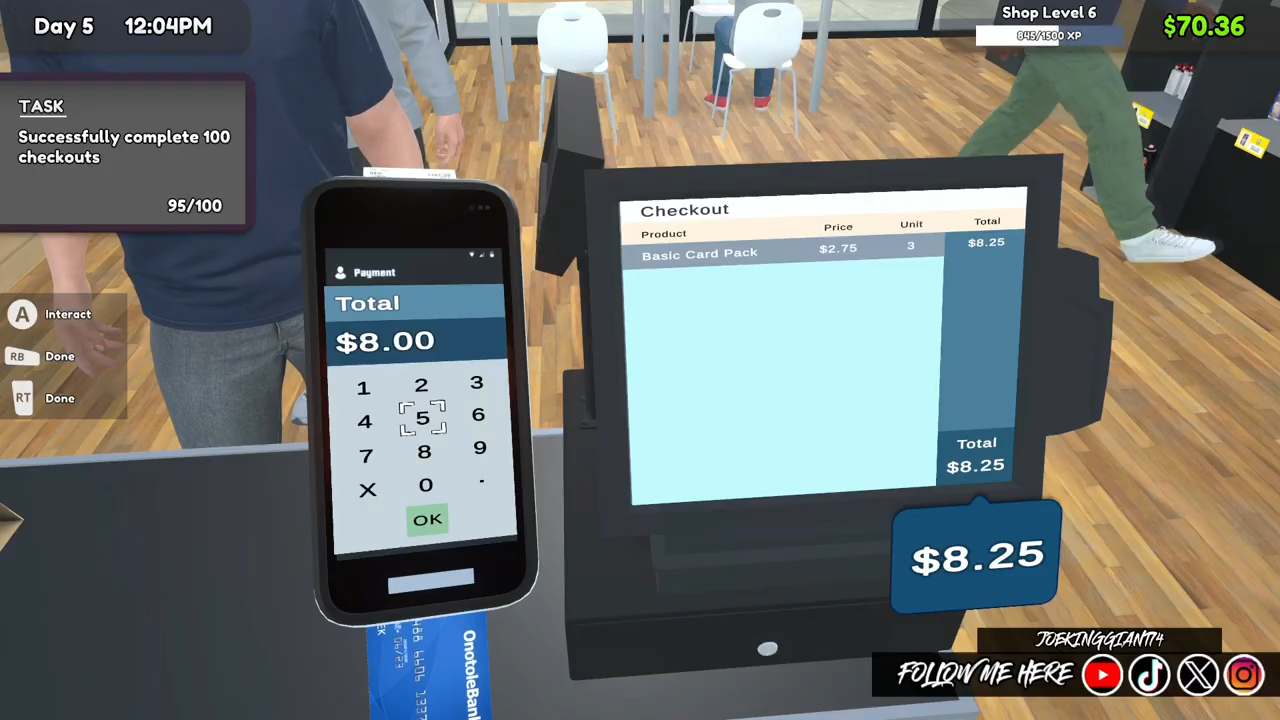 Day 5 12:04PM
Shop Level 6
845/1500 XP
$70.36
TASK
Successfully complete 100
checkouts
95/100
A Interact
RB Done
RT Done
Payment
Total
$8.00
1 2 3
4 5 6
7 8 9
X 0 .
OK
Checkout
Product Price Unit Total
Basic Card Pack $2.75 3 $8.25
Total
$8.25
$8.25
OnotoleBank
JOEKINGGIANT74
FOLLOW ME HERE